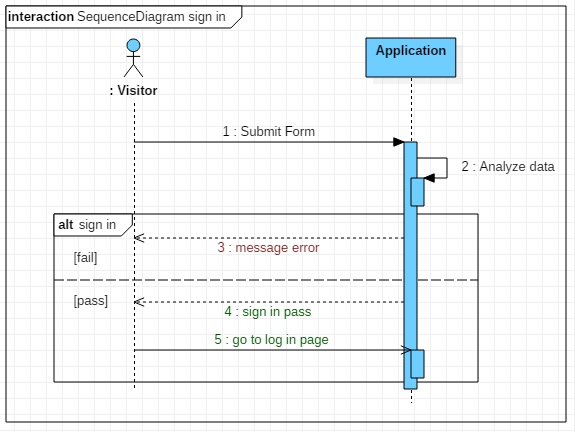 interaction SequenceDiagram sign in
Application
: Visitor
1 : Submit Form
2 : Analyze data
alt sign in
3 : message error
[fail]
[pass]
4 : sign in pass
5 : go to log in page